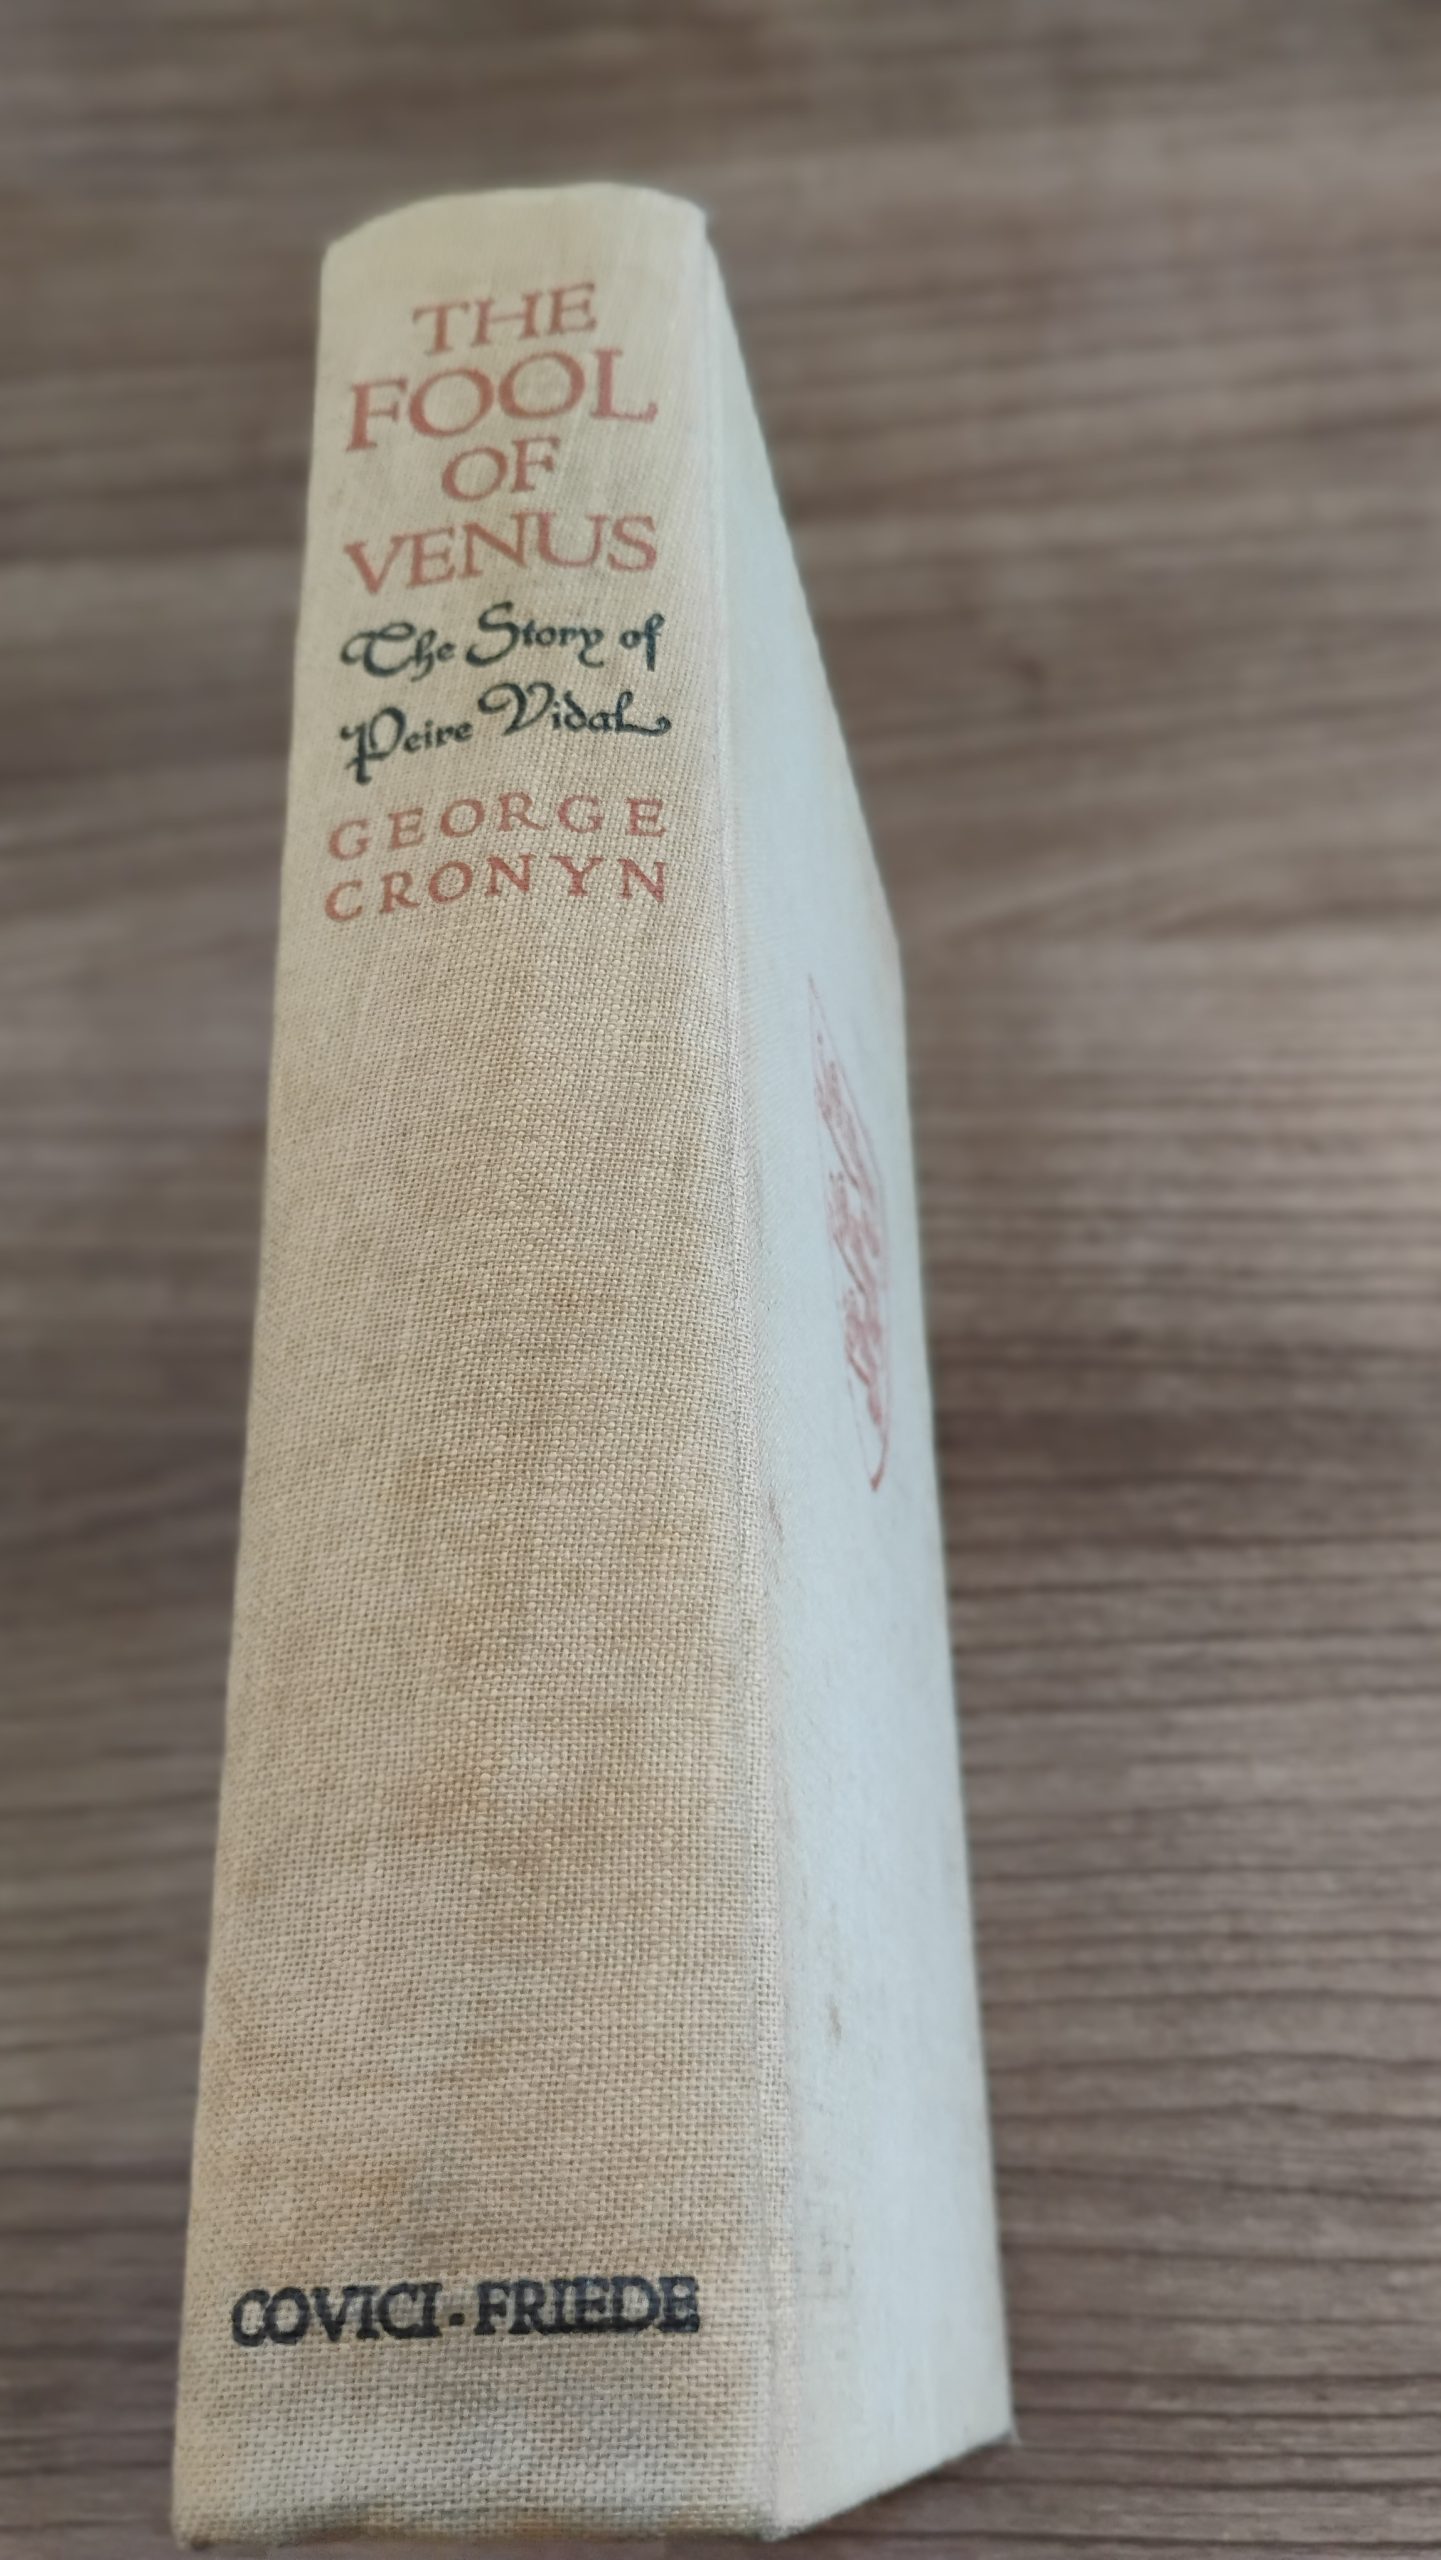 THE
FOOL
OF
VENUS
The Story of
Peire Vidal
GEORGE
CRONYN
COVICI·FRIEDE